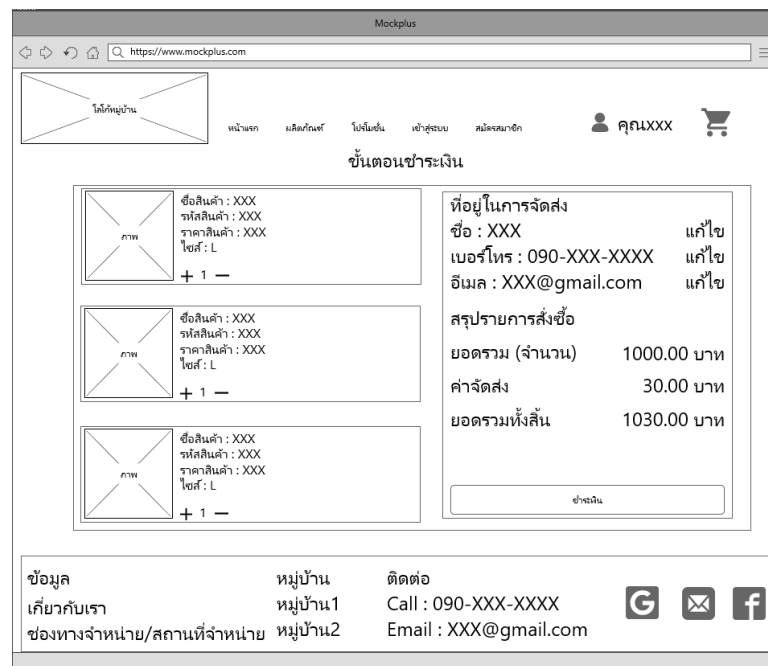 Mockplus
https://www.mockplus.com
โลโก้หมู่บ้าน
หน้าแรก ผลิตภัณฑ์ โปรโมชั่น เข้าสู่ระบบ สมัครสมาชิก คุณxxx
ขั้นตอนชำระเงิน
ภาพ
ชื่อสินค้า : XXX
รหัสสินค้า : XXX
ราคาสินค้า : XXX
ไซส์ : L
+ 1 −
ภาพ
ชื่อสินค้า : XXX
รหัสสินค้า : XXX
ราคาสินค้า : XXX
ไซส์ : L
+ 1 −
ภาพ
ชื่อสินค้า : XXX
รหัสสินค้า : XXX
ราคาสินค้า : XXX
ไซส์ : L
+ 1 −
ที่อยู่ในการจัดส่ง
ชื่อ : XXX แก้ไข
เบอร์โทร : 090-XXX-XXXX แก้ไข
อีเมล : XXX@gmail.com แก้ไข
สรุปรายการสั่งซื้อ
ยอดรวม (จำนวน) 1000.00 บาท
ค่าจัดส่ง 30.00 บาท
ยอดรวมทั้งสิ้น 1030.00 บาท
ชำระเงิน
ข้อมูล
เกี่ยวกับเรา
ช่องทางจำหน่าย/สถานที่จำหน่าย
หมู่บ้าน
หมู่บ้าน1
หมู่บ้าน2
ติดต่อ
Call : 090-XXX-XXXX
Email : XXX@gmail.com
G
f